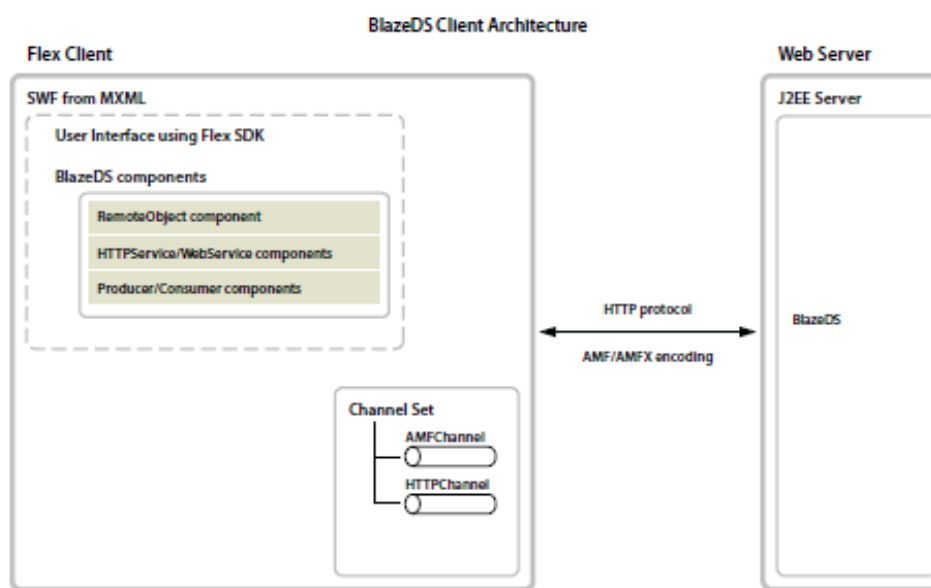 BlazeDS Client Architecture
Flex Client
Web Server
SWF from MXML
J2EE Server
User Interface using Flex SDK
BlazeDS components
RemoteObject component
HTTPService/WebService components
Producer/Consumer components
HTTP protocol
BlazeDS
AMF/AMFX encoding
Channel Set
AMFChannel
HTTPChannel